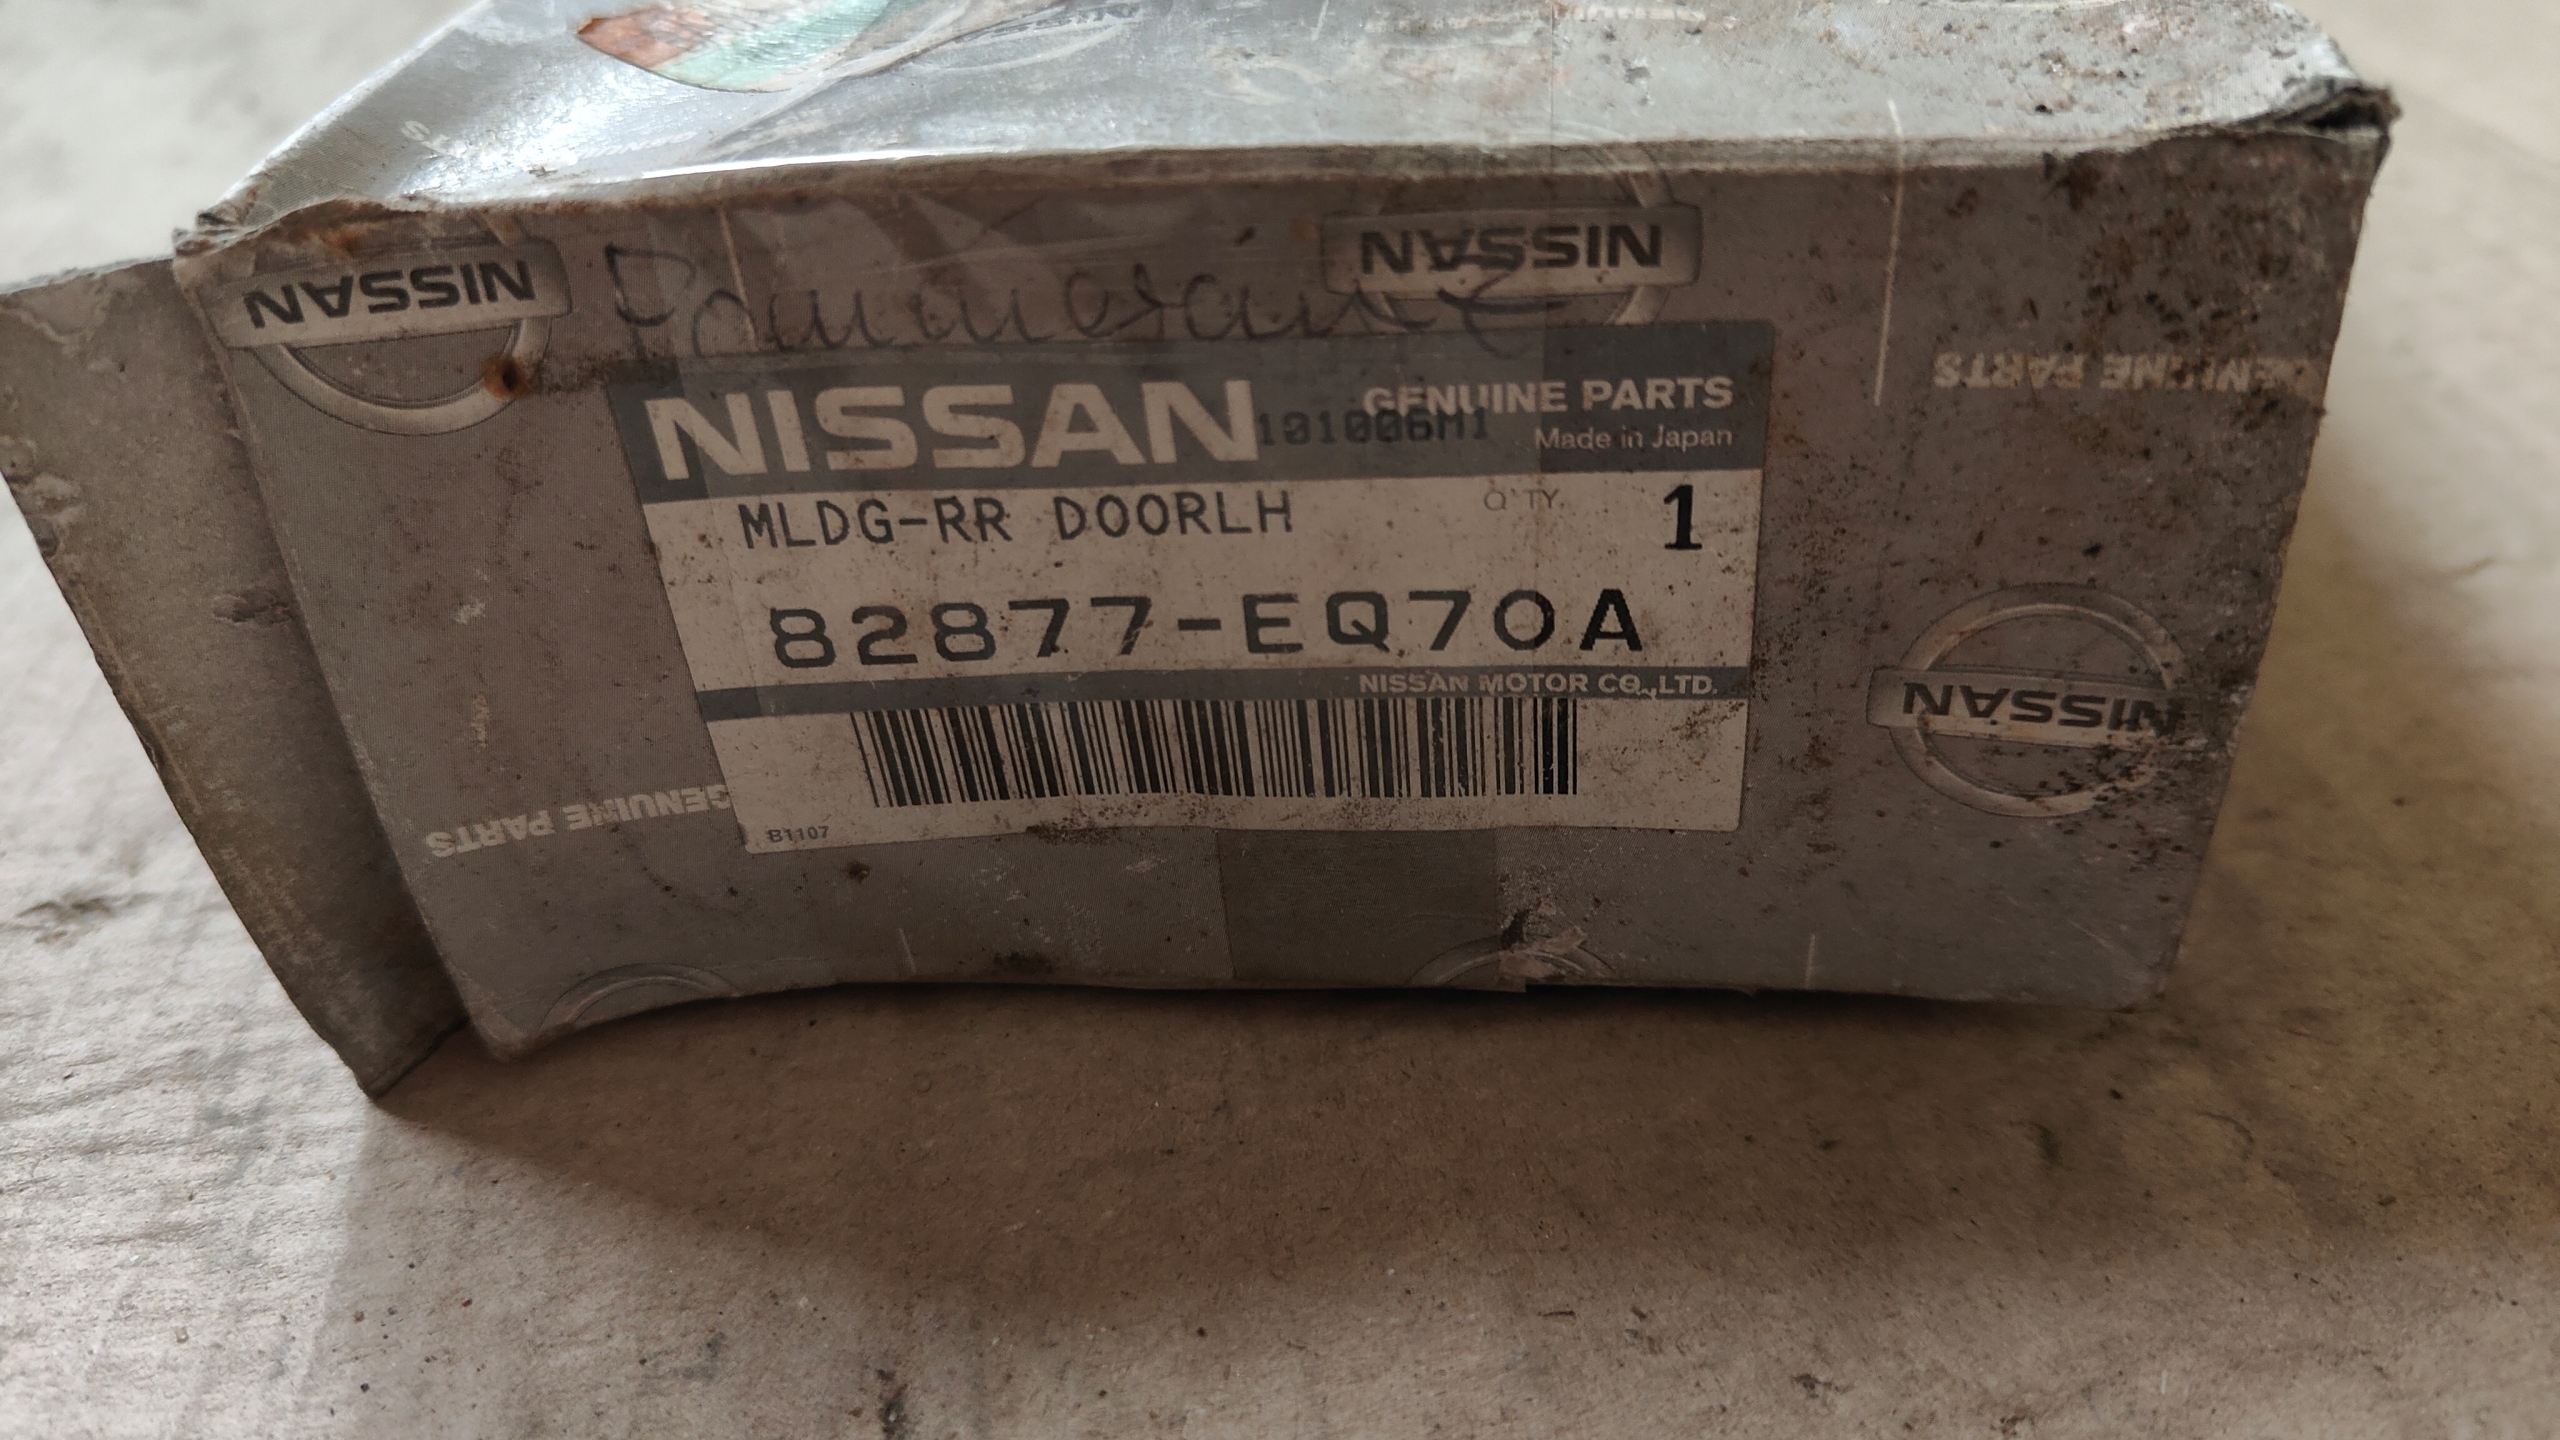 NISSAN
NISSAN
GENUINE PARTS
NISSAN
GENUINE PARTS
101006M1
Made in Japan
MLDG-RR DOORLH
Q'TY
1
82877-EQ70A
NISSAN MOTOR CO.,LTD.
NISSAN
GENUINE PARTS
B1107